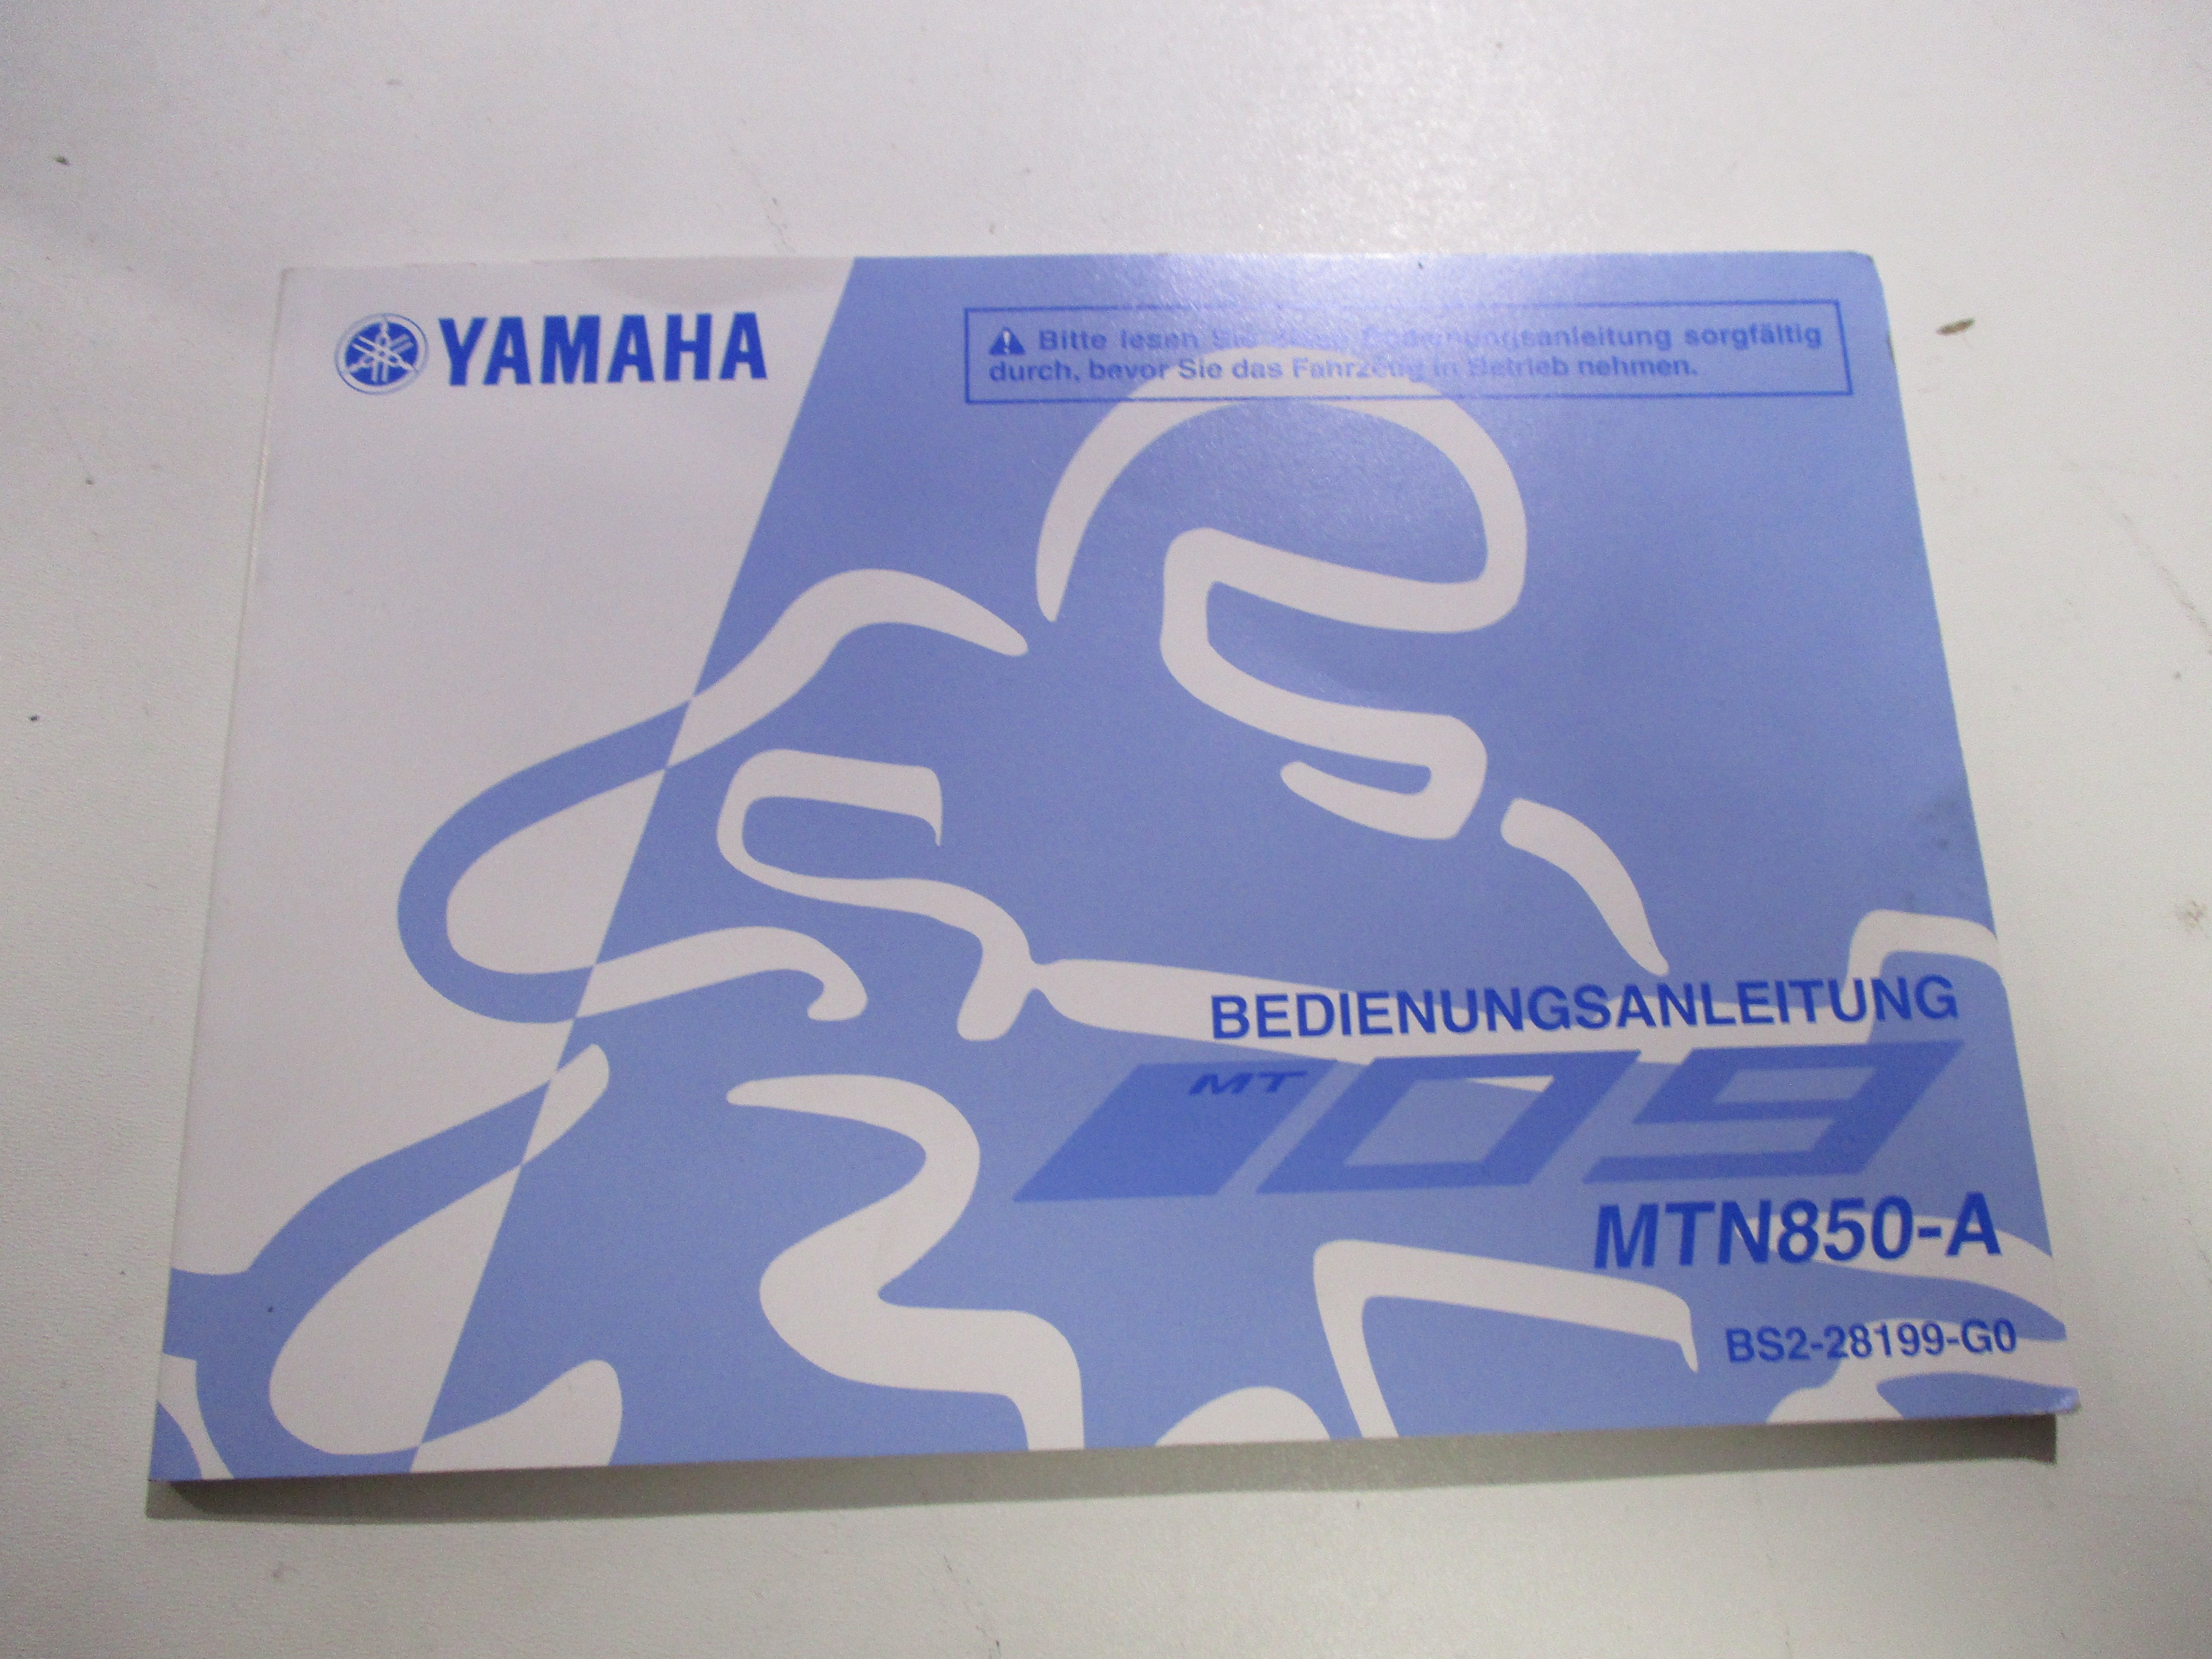 YAMAHA
Bitte lesen Sie diese Bedienungsanleitung sorgfältig
durch, bevor Sie das Fahrzeug in Betrieb nehmen.
BEDIENUNGSANLEITUNG
MT 09
MTN850-A
BS2-28199-G0